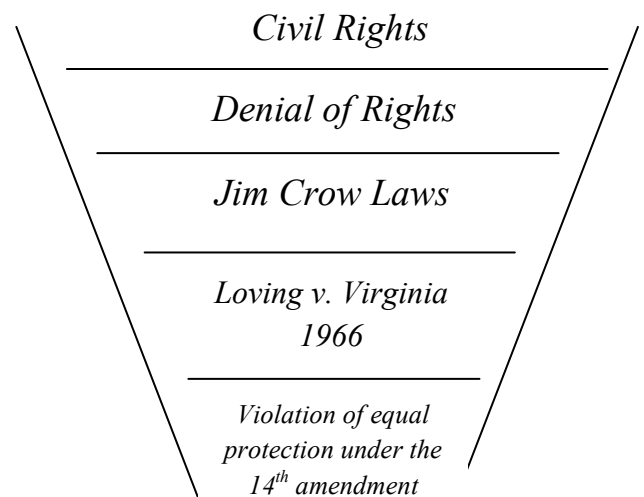 Civil Rights
Denial of Rights
Jim Crow Laws
Loving v. Virginia
1966
Violation of equal
protection under the
14th amendment